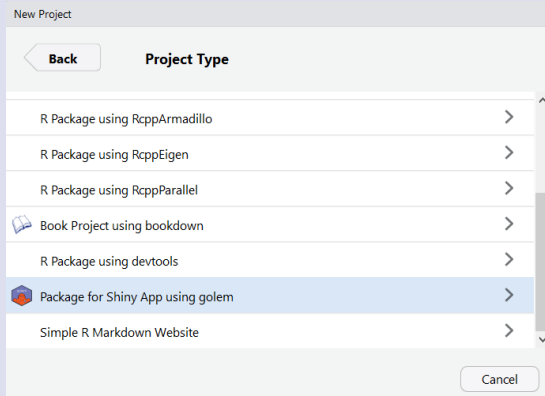 New Project
Back
Project Type
R Package using RcppArmadillo
R Package using RcppEigen
R Package using RcppParallel
Book Project using bookdown
R Package using devtools
Package for Shiny App using golem
Simple R Markdown Website
Cancel